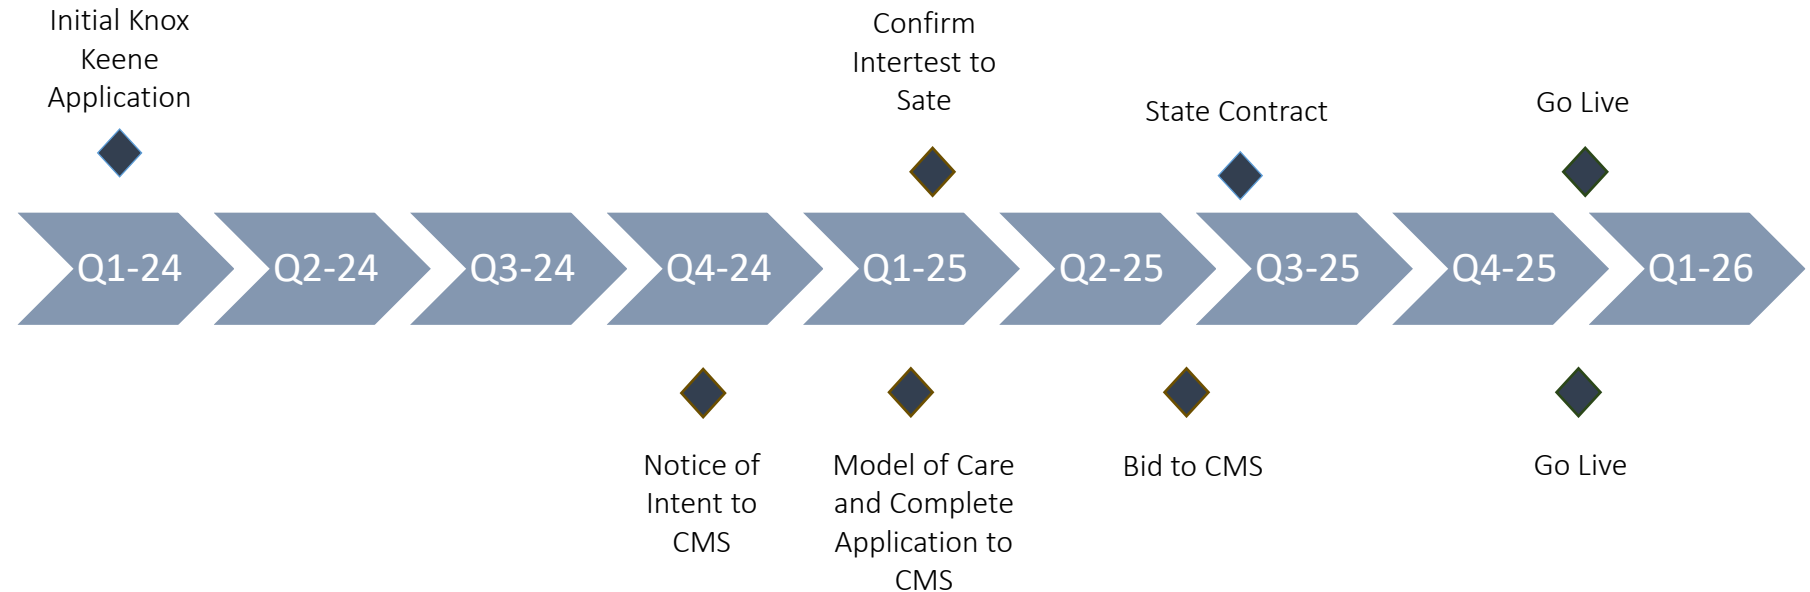 Initial Knox
Keene
Application
Confirm
Intertest to
Sate
State Contract
Go Live
Q1-24
Q2-24
Q3-24
Q4-24
Q1-25
Q2-25
Q3-25
Q4-25
Q1-26
Notice of
Intent to
CMS
Model of Care
and Complete
Application to
CMS
Bid to CMS
Go Live